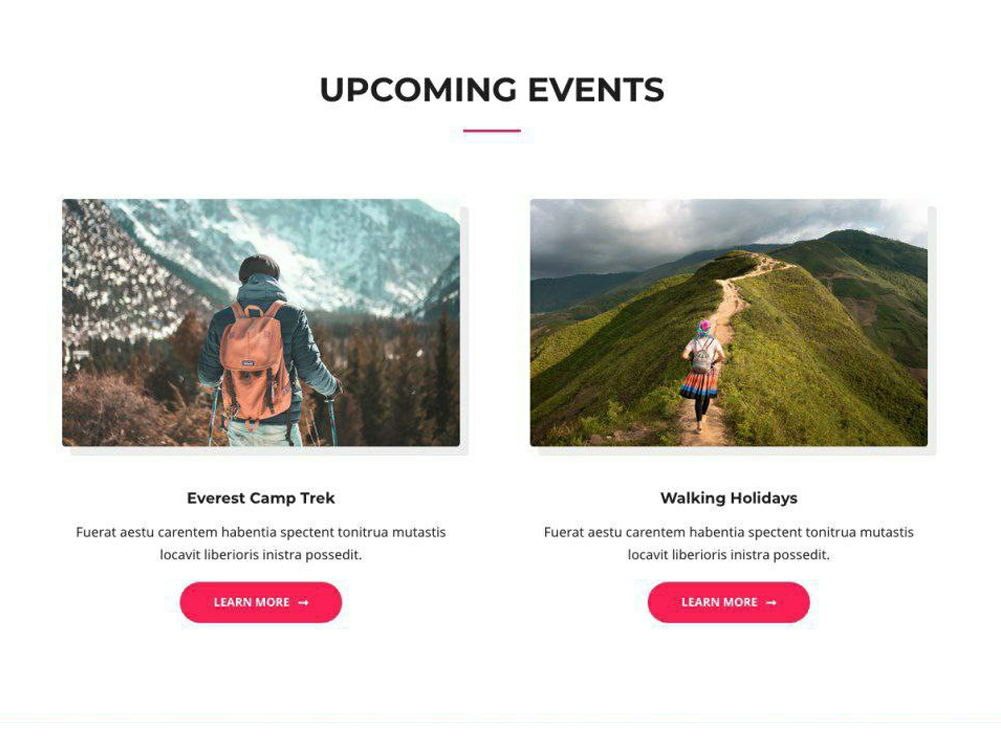 UPCOMING EVENTS
Everest Camp Trek
Fuerat aestu carentem habentia spectent tonitrua mutastis
locavit liberioris inistra possedit.
LEARN MORE →
Walking Holidays
Fuerat aestu carentem habentia spectent tonitrua mutastis
locavit liberioris inistra possedit.
LEARN MORE →